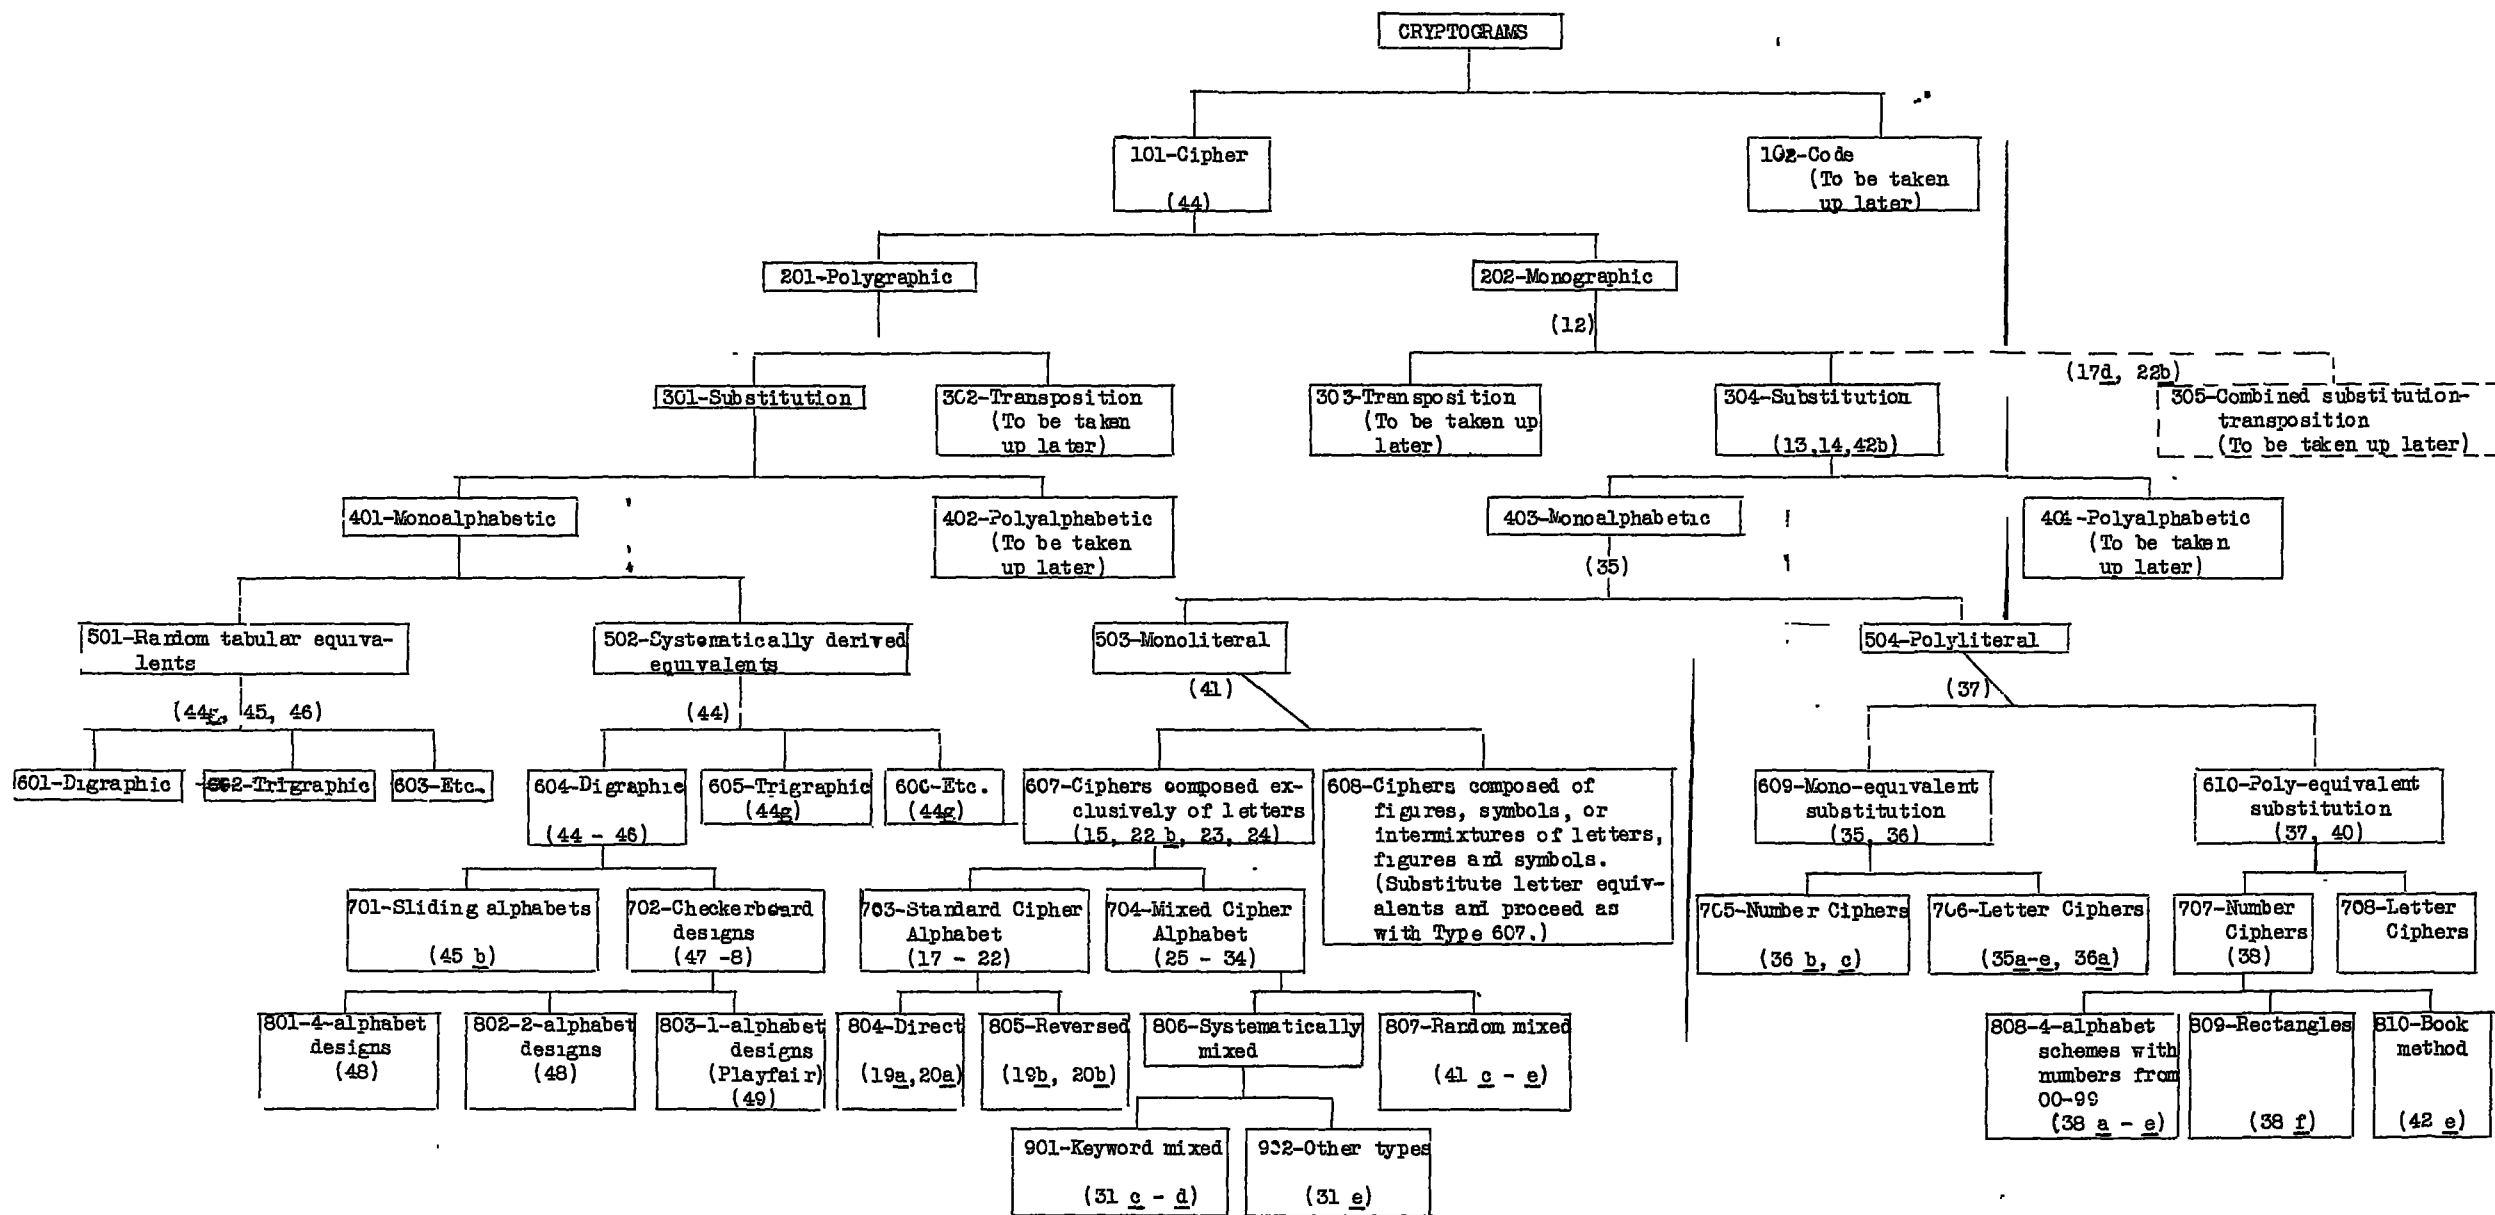 CRYPTOGRAMS
101-Cipher
(44)
102-Code
(To be taken
up later)
201-Polygraphic
202-Monographic
(12)
301-Substitution
302-Transposition
(To be taken
up later)
303-Transposition
(To be taken up
later)
304-Substitution
(13,14,42b)
(17d, 22b)
305-Combined substitution-
transposition
(To be taken up later)
401-Monoalphabetic
402-Polyalphabetic
(To be taken
up later)
403-Monoalphabetic
(35)
404-Polyalphabetic
(To be taken
up later)
501-Random tabular equiva-
lents
(44g, 45, 46)
502-Systematically derived
equivalents
(44)
503-Monoliteral
(41)
504-Polyliteral
(37)
601-Digraphic
602-Trigraphic
603-Etc.
604-Digraphic
(44 - 46)
605-Trigraphic
(44g)
606-Etc.
(44g)
607-Ciphers composed ex-
clusively of letters
(15, 22 b, 23, 24)
608-Ciphers composed of
figures, symbols, or
intermixtures of letters,
figures and symbols.
(Substitute letter equiv-
alents and proceed as
with Type 607.)
609-Mono-equivalent
substitution
(35, 36)
610-Poly-equivalent
substitution
(37, 40)
701-Sliding alphabets
(45 b)
702-Checkerboard
designs
(47 -8)
703-Standard Cipher
Alphabet
(17 - 22)
704-Mixed Cipher
Alphabet
(25 - 34)
705-Number Ciphers
(36 b, c)
706-Letter Ciphers
(35a-e, 36a)
707-Number
Ciphers
(38)
708-Letter
Ciphers
801-4-alphabet
designs
(48)
802-2-alphabet
designs
(48)
803-1-alphabet
designs
(Playfair)
(49)
804-Direct
(19a,20a)
805-Reversed
(19b, 20b)
806-Systematically
mixed
807-Random mixed
(41 c - e)
808-4-alphabet
schemes with
numbers from
00-99
(38 a - e)
809-Rectangles
(38 f)
810-Book
method
(42 e)
901-Keyword mixed
(31 c - d)
902-Other types
(31 e)